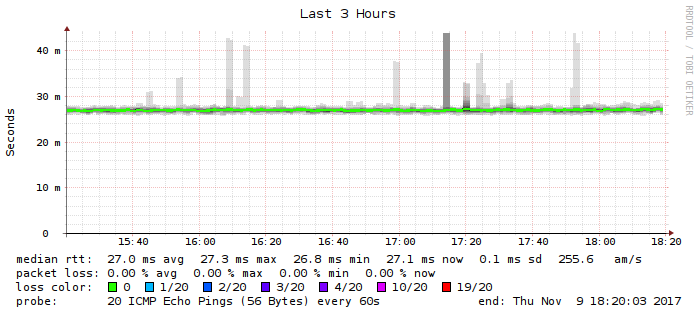 Last 3 Hours
RRDTOOL / TOBI OETIKER
Seconds
40 m
30 m
20 m
10 m
0
15:40 16:00 16:20 16:40 17:00 17:20 17:40 18:00 18:20
median rtt: 27.0 ms avg 27.3 ms max 26.8 ms min 27.1 ms now 0.1 ms sd 255.6 am/s
packet loss: 0.00 % avg 0.00 % max 0.00 % min 0.00 % now
loss color: 0 1/20 2/20 3/20 4/20 10/20 19/20
probe: 20 ICMP Echo Pings (56 Bytes) every 60s end: Thu Nov 9 18:20:03 2017